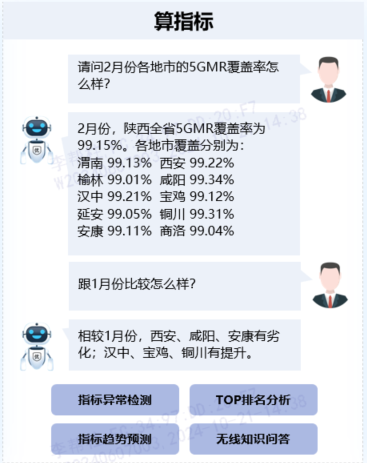 算指标
请问2月份各地市的5GMR覆盖率怎
么样?
2月份,陕西全省5GMR覆盖率为
99.15%。各地市覆盖分别为:
渭南 99.13% 西安 99.22%
榆林 99.01% 咸阳 99.34%
汉中 99.21% 宝鸡 99.12%
延安 99.05% 铜川 99.31%
安康 99.11% 商洛 99.04%
跟1月份比较怎么样?
相较1月份,西安、咸阳、安康有劣
化;汉中、宝鸡、铜川有提升。
指标异常检测 TOP排名分析
指标趋势预测 无线知识问答